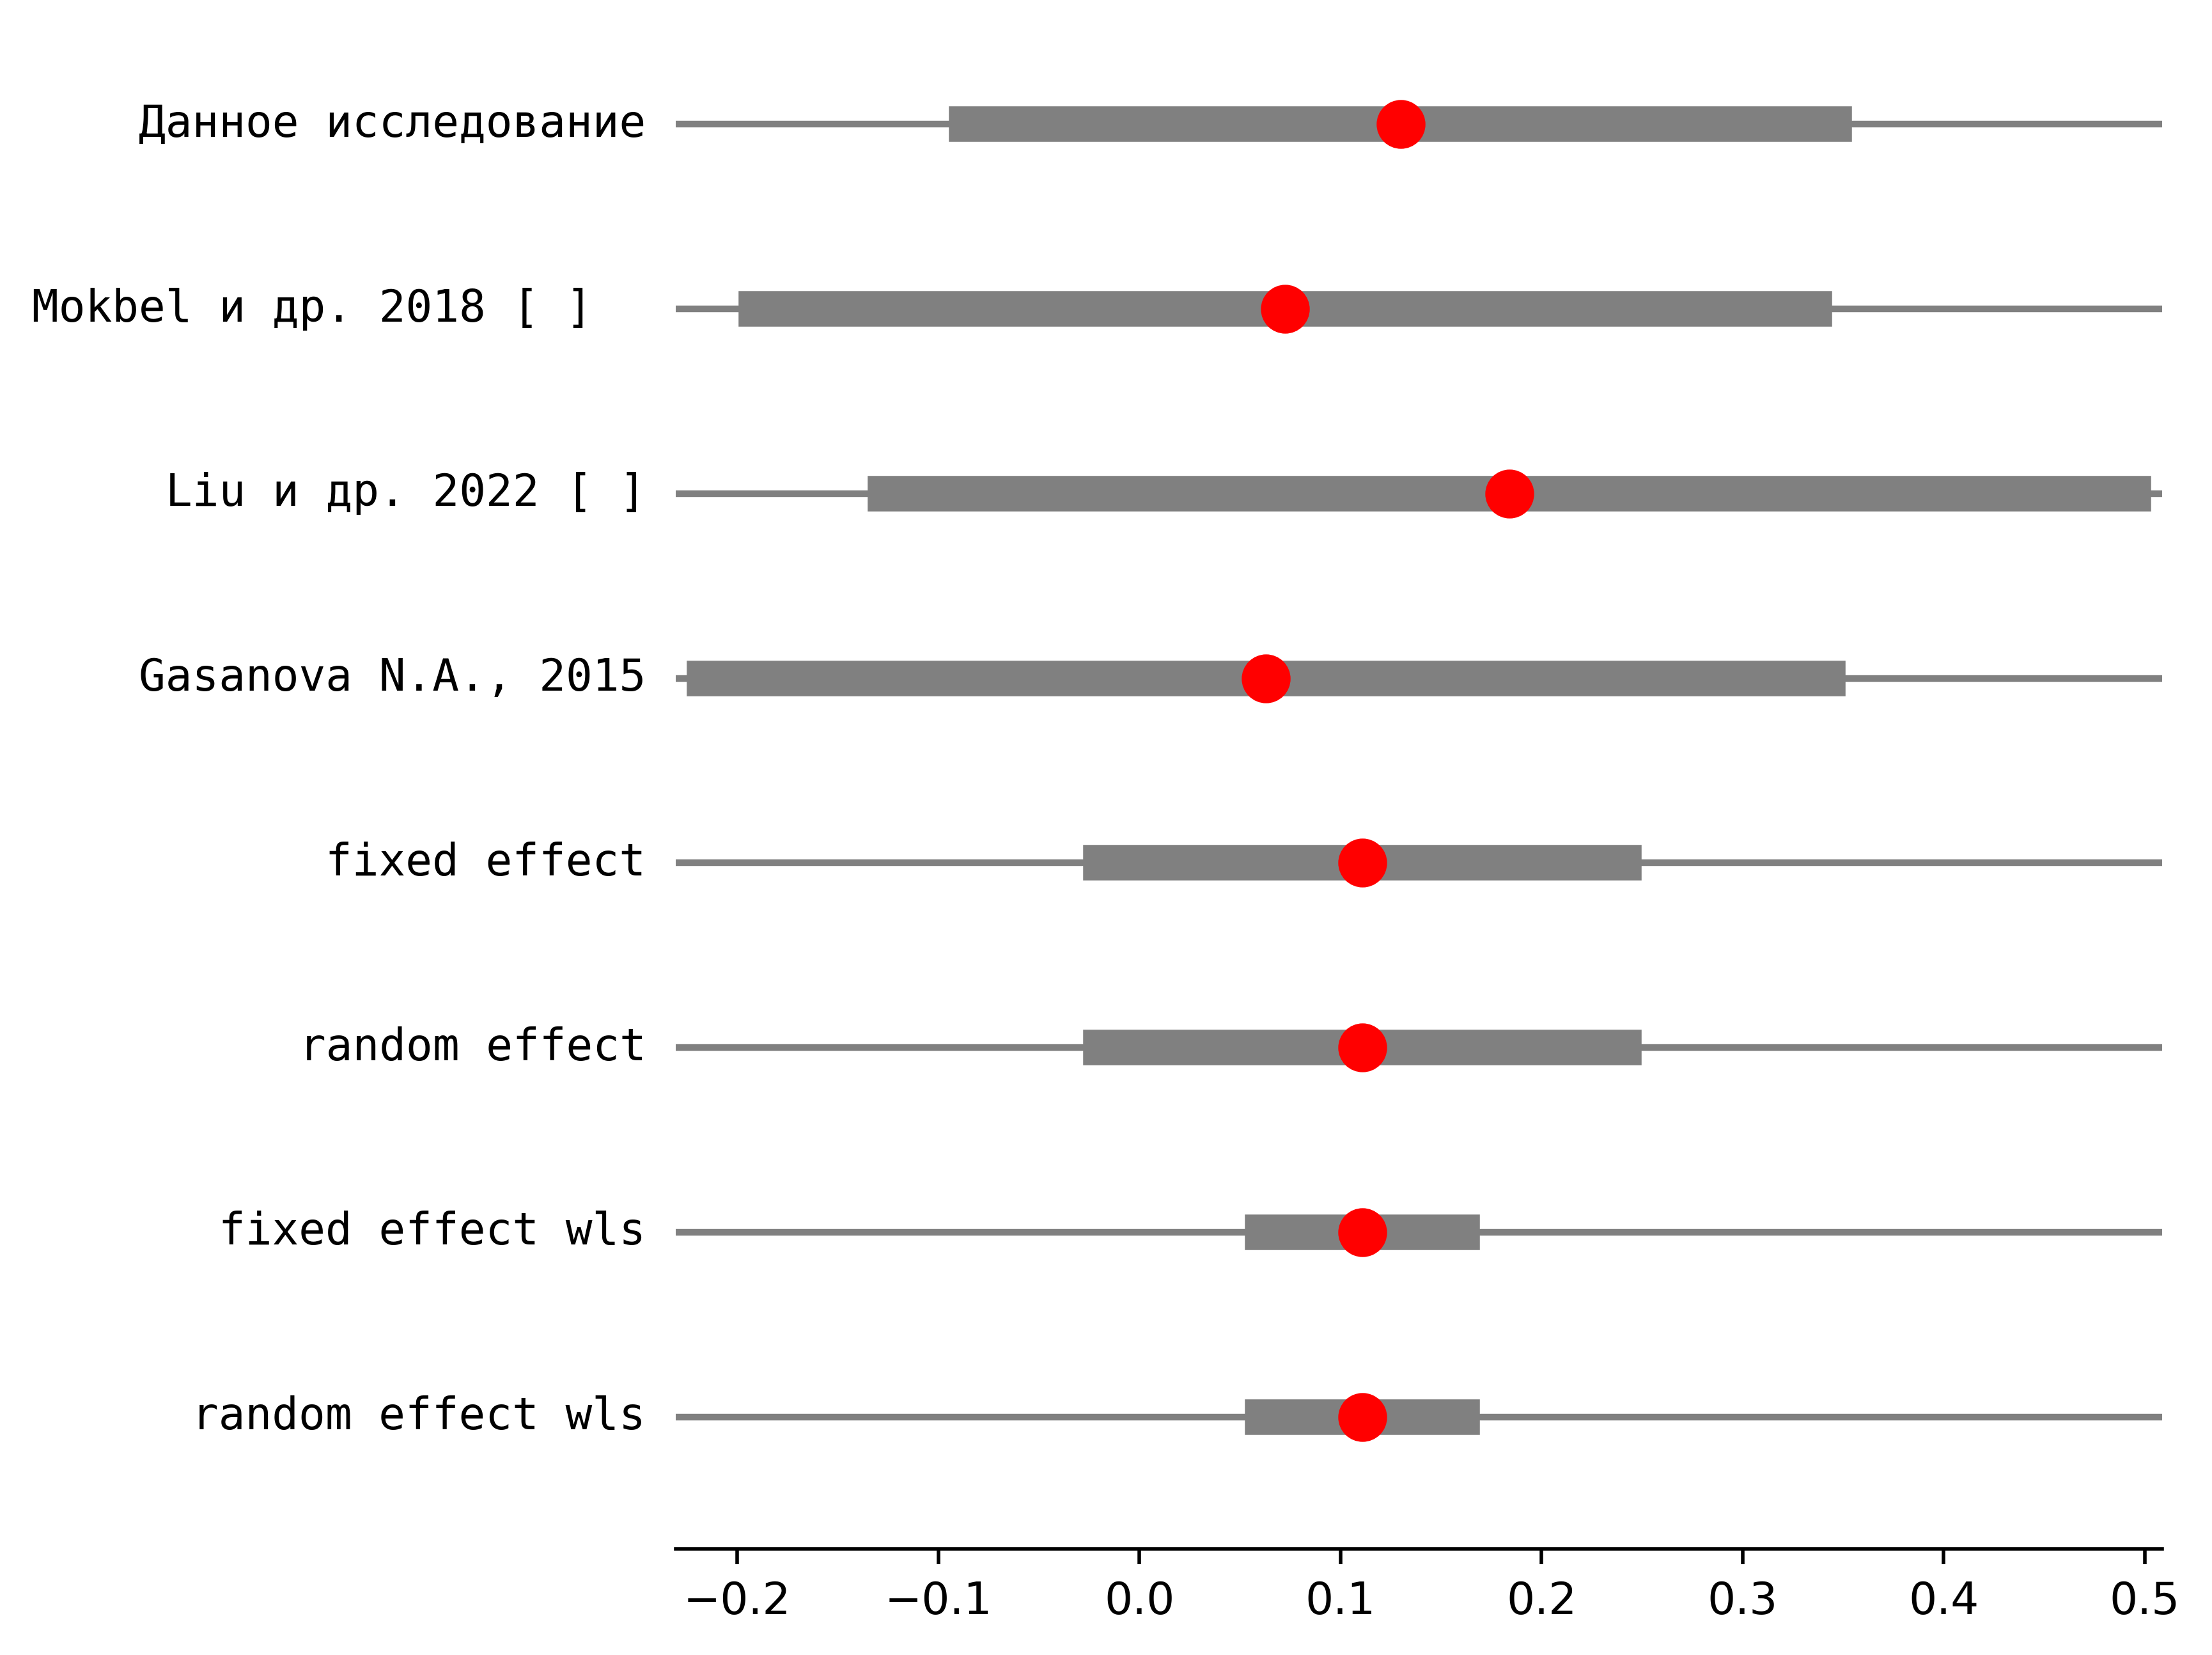 Данное исследование
Mokbel и др. 2018 [ ]
Liu и др. 2022 [ ]
Gasanova N.A., 2015
fixed effect
random effect
fixed effect wls
random effect wls
−0.2 −0.1 0.0 0.1 0.2 0.3 0.4 0.5